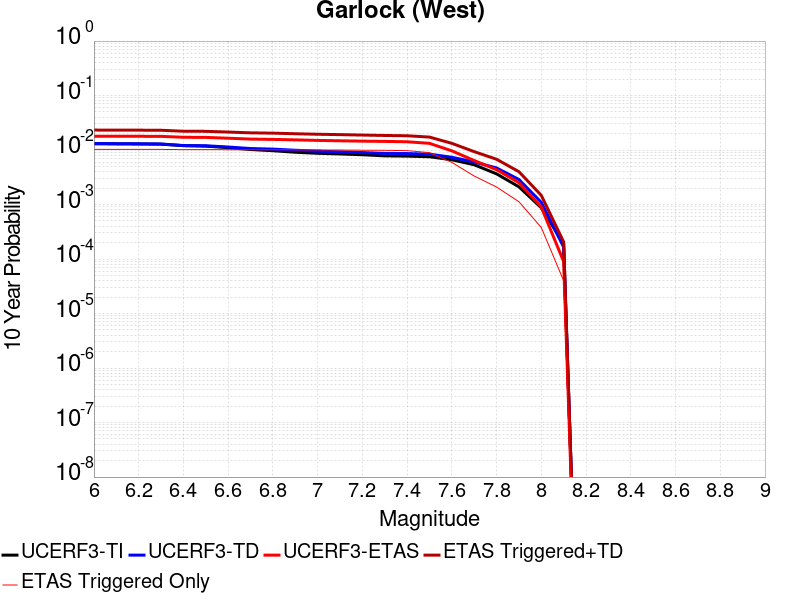 Garlock (West)
10^0
10^-1
10^-2
10^-3
10^-4
10^-5
10^-6
10^-7
10^-8
10 Year Probability
6 6.2 6.4 6.6 6.8 7 7.2 7.4 7.6 7.8 8 8.2 8.4 8.6 8.8 9
Magnitude
UCERF3-TI UCERF3-TD UCERF3-ETAS ETAS Triggered+TD
ETAS Triggered Only